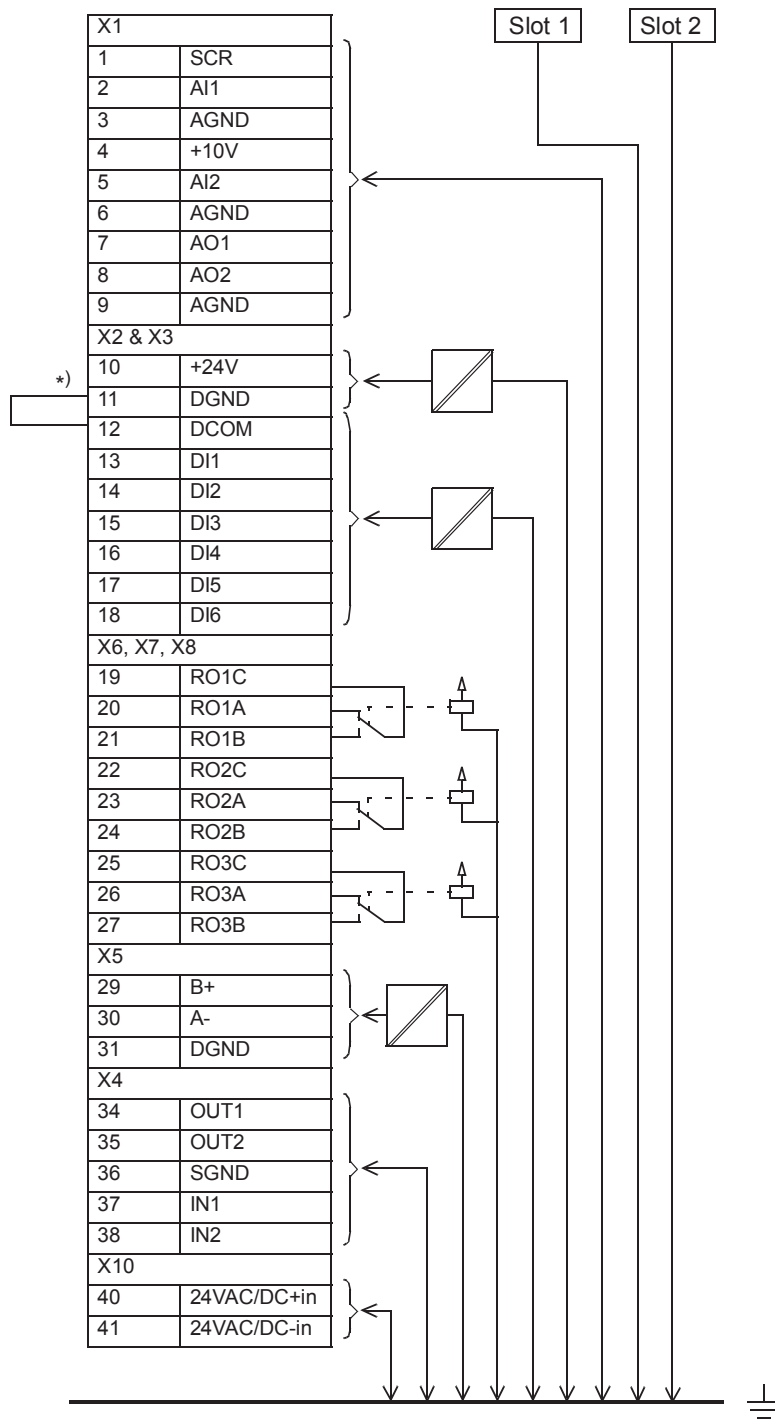 Slot 1 Slot 2
X1
1 SCR
2 AI1
3 AGND
4 +10V
5 AI2
6 AGND
7 AO1
8 AO2
9 AGND
X2 & X3
10 +24V
*)
11 DGND
12 DCOM
13 DI1
14 DI2
15 DI3
16 DI4
17 DI5
18 DI6
X6, X7, X8
19 RO1C
20 RO1A
21 RO1B
22 RO2C
23 RO2A
24 RO2B
25 RO3C
26 RO3A
27 RO3B
X5
29 B+
30 A-
31 DGND
X4
34 OUT1
35 OUT2
36 SGND
37 IN1
38 IN2
X10
40 24VAC/DC+in
41 24VAC/DC-in